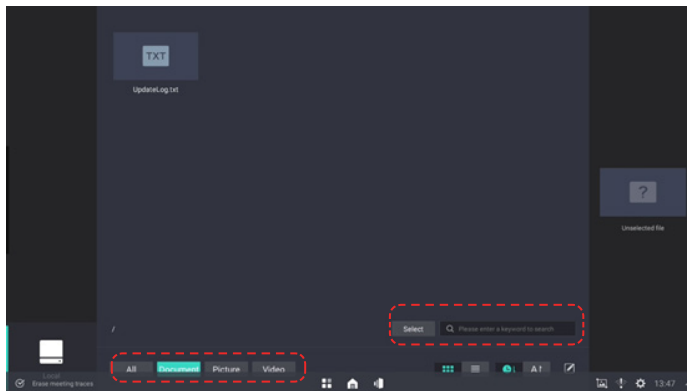 TXT
UpdateLog.txt
?
Unselected file
/
Select
Please enter a keyword to search
Local
All
Document
Picture
Video
A
Erase meeting traces
13:47